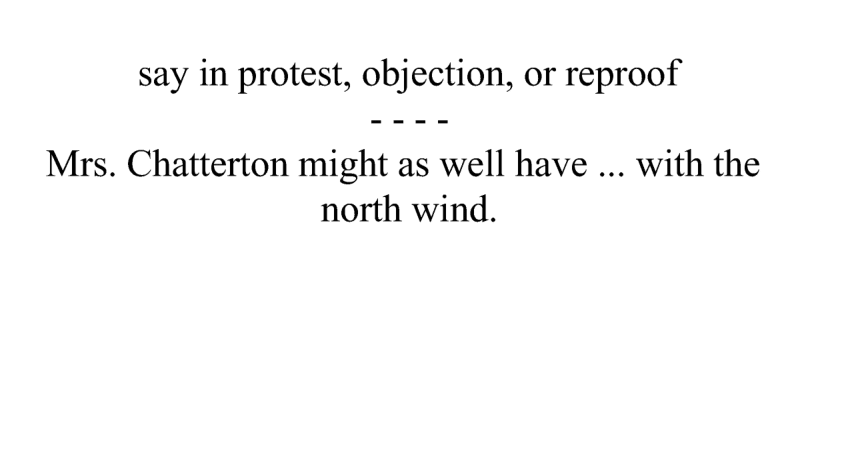 say in protest, objection, or reproof
- - - -
Mrs. Chatterton might as well have ... with the
north wind.